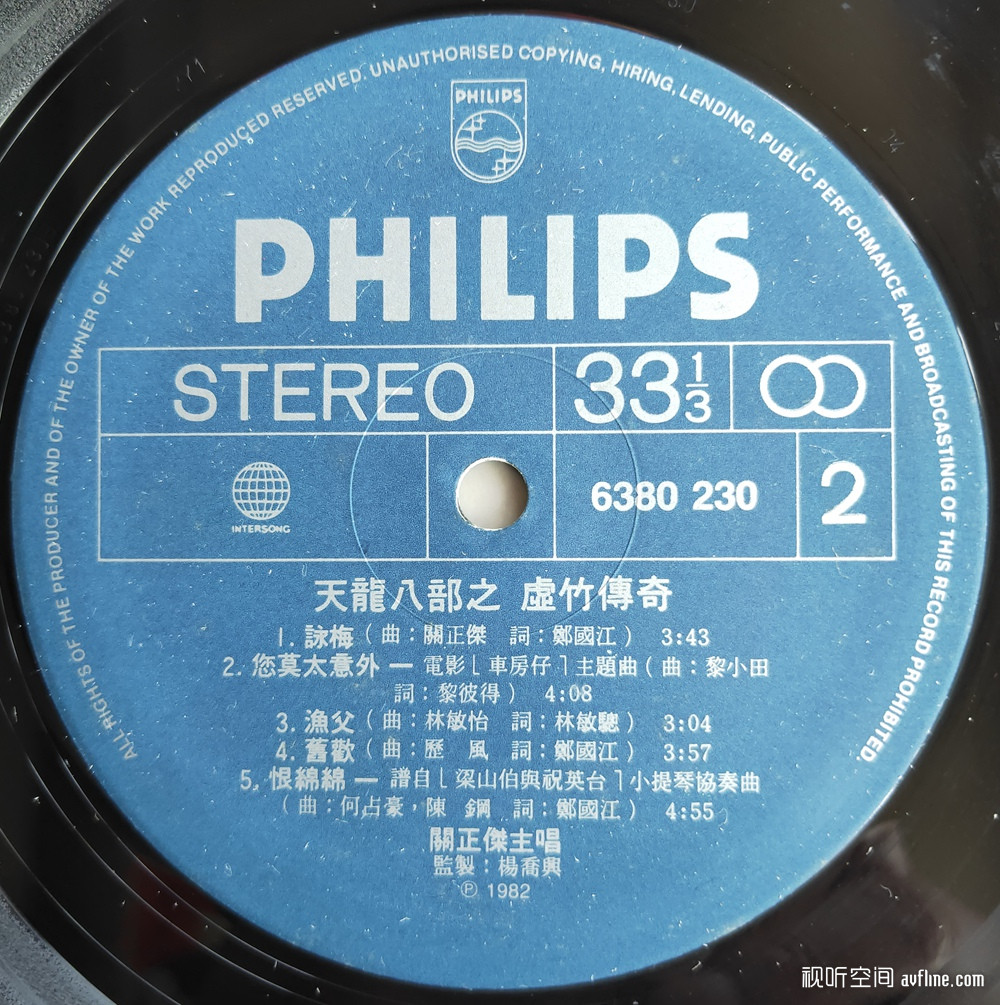 ALL RIGHTS OF THE PRODUCER AND OF THE OWNER OF THE WORK REPRODUCED RESERVED. UNAUTHORISED COPYING, HIRING, LENDING, PUBLIC PERFORMANCE AND BROADCASTING OF THIS RECORD PROHIBITED.
PHILIPS
PHILIPS
STEREO
33 1/3
INTERSONG
6380 230
2
天龍八部之 虛竹傳奇
1. 詠梅（曲：關正傑 詞：鄭國江） 3:43
2. 您莫太意外 — 電影「車房仔」主題曲（曲：黎小田
詞：黎彼得） 4:08
3. 漁父（曲：林敏怡 詞：林敏驄） 3:04
4. 舊歡（曲：歷 風 詞：鄭國江） 3:57
5. 恨綿綿 — 譜自「梁山伯與祝英台」小提琴協奏曲
（曲：何占豪，陳 鋼 詞：鄭國江） 4:55
關正傑主唱
監製：楊喬興
℗ 1982
视听空间 avfline.com